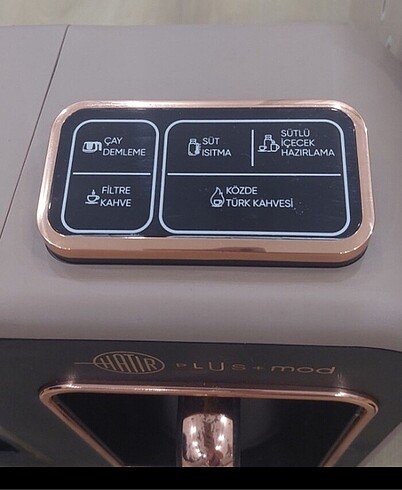 ÇAY
DEMLEME
SÜT
ISITMA
SÜTLÜ
İÇECEK
HAZIRLAMA
FİLTRE
KAHVE
KÖZDE
TÜRK KAHVESİ
HATIR PLUS+mod